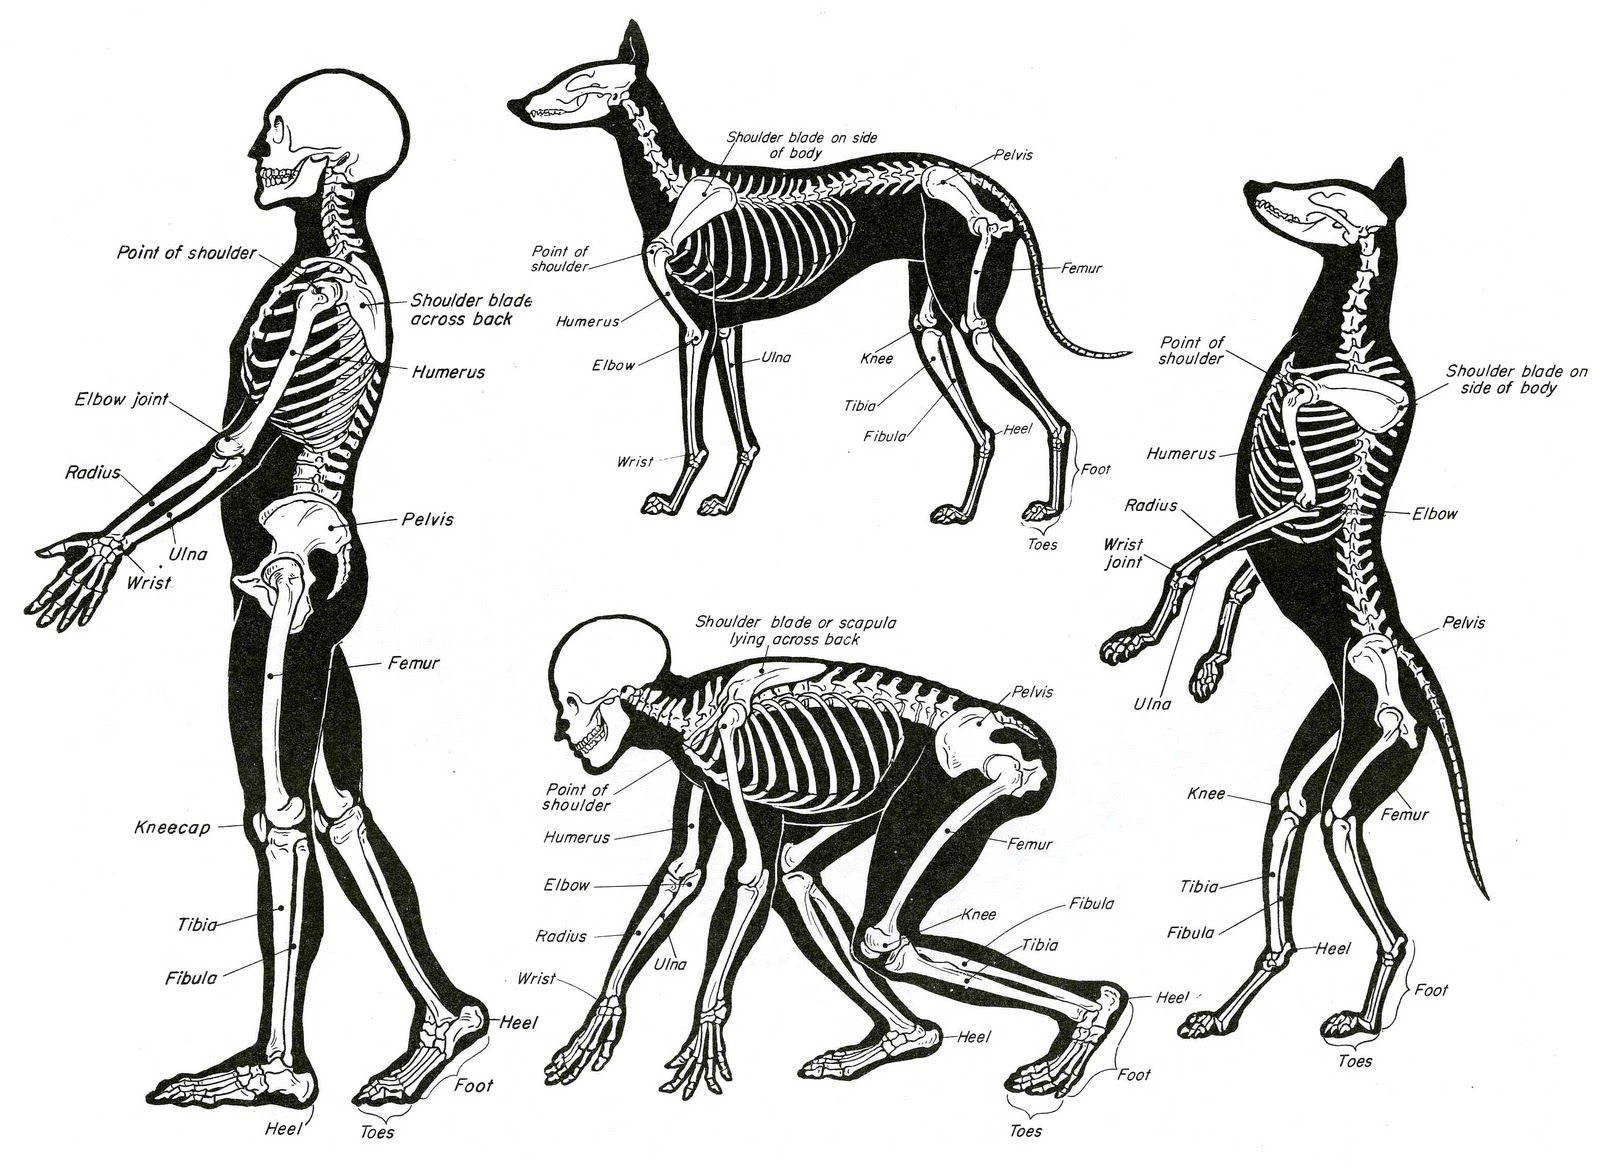 Point of shoulder
Shoulder blade
across back
Humerus
Elbow joint
Radius
Ulna
Wrist
Pelvis
Femur
Kneecap
Tibia
Fibula
Heel
Foot
Heel
Toes
Shoulder blade on side
of body
Pelvis
Point of
shoulder
Femur
Humerus
Elbow
Ulna
Knee
Tibia
Fibula
Heel
Wrist
Foot
Toes
Shoulder blade or scapula
lying across back
Pelvis
Point of
shoulder
Humerus
Femur
Elbow
Fibula
Knee
Radius
Tibia
Ulna
Wrist
Heel
Heel
Foot
Toes
Point of
shoulder
Shoulder blade on
side of body
Humerus
Radius
Elbow
Wrist
joint
Pelvis
Ulna
Knee
Femur
Tibia
Fibula
Heel
Foot
Toes